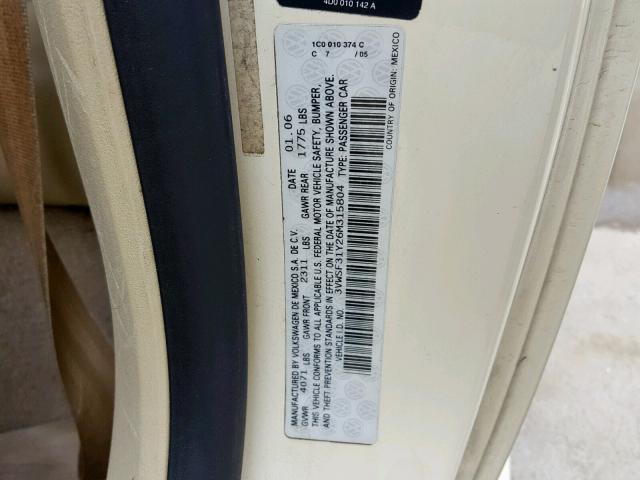 4D0 010 142 A
1C0 010 374 C
C 7 /05
MANUFACTURED BY VOLKSWAGEN DE MEXICO S.A. DE C.V. DATE 01.06
GVWR 4071 LBS GAWR FRONT 2311 LBS GAWR REAR 1775 LBS
THIS VEHICLE CONFORMS TO ALL APPLICABLE U.S. FEDERAL MOTOR VEHICLE SAFETY, BUMPER,
AND THEFT PREVENTION STANDARDS IN EFFECT ON THE DATE OF MANUFACTURE SHOWN ABOVE.
VEHICLE I.D. NO. 3VWSF31Y26M315804 TYPE: PASSENGER CAR
COUNTRY OF ORIGIN: MEXICO